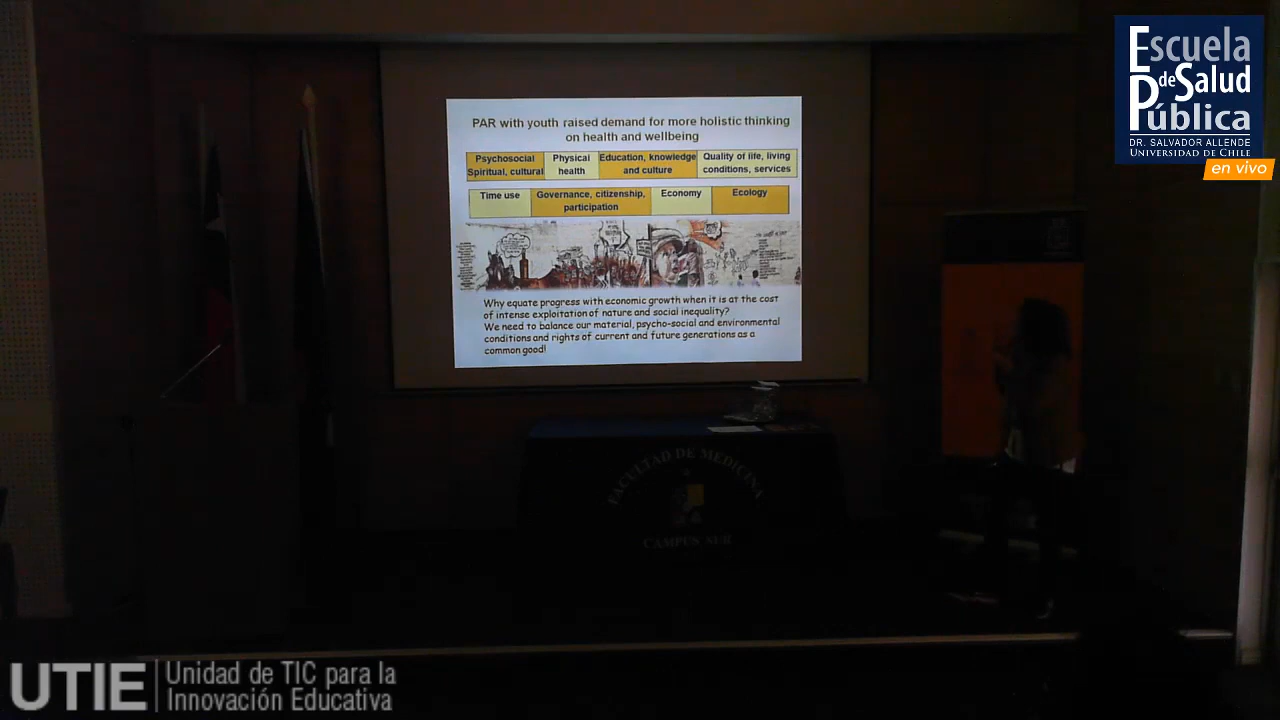 Escuela
de Salud
Pública
DR. SALVADOR ALLENDE
UNIVERSIDAD DE CHILE
en vivo
PAR with youth raised demand for more holistic thinking
on health and wellbeing
Psychosocial
Spiritual, cultural
Physical
health
Education, knowledge
and culture
Quality of life, living
conditions, services
Time use
Governance, citizenship,
participation
Economy
Ecology
Why equate progress with economic growth when it is at the cost
of intense exploitation of nature and social inequality?
We need to balance our material, psycho-social and environmental
conditions and rights of current and future generations as a
common good!
FACULTAD DE MEDICINA
CAMPUS SUR
UTIE
Unidad de TIC para la
Innovación Educativa